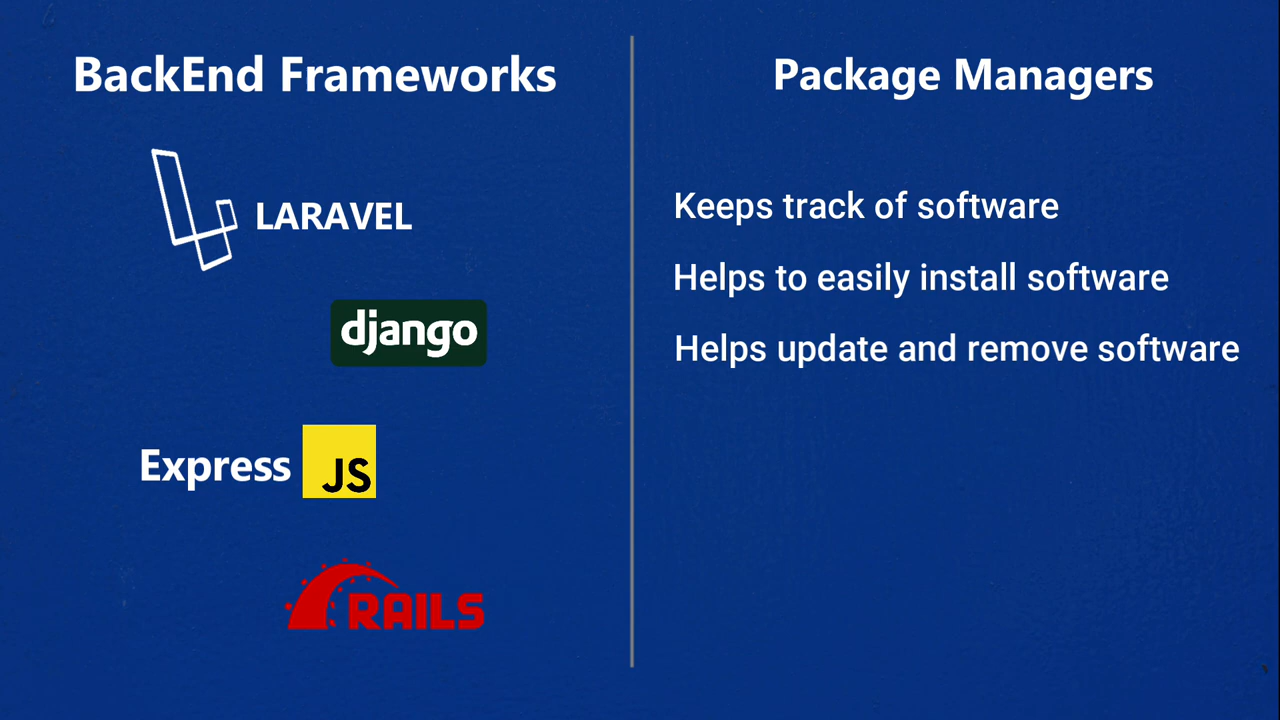 BackEnd Frameworks
LARAVEL
django
Express JS
RAILS
Package Managers
Keeps track of software
Helps to easily install software
Helps update and remove software